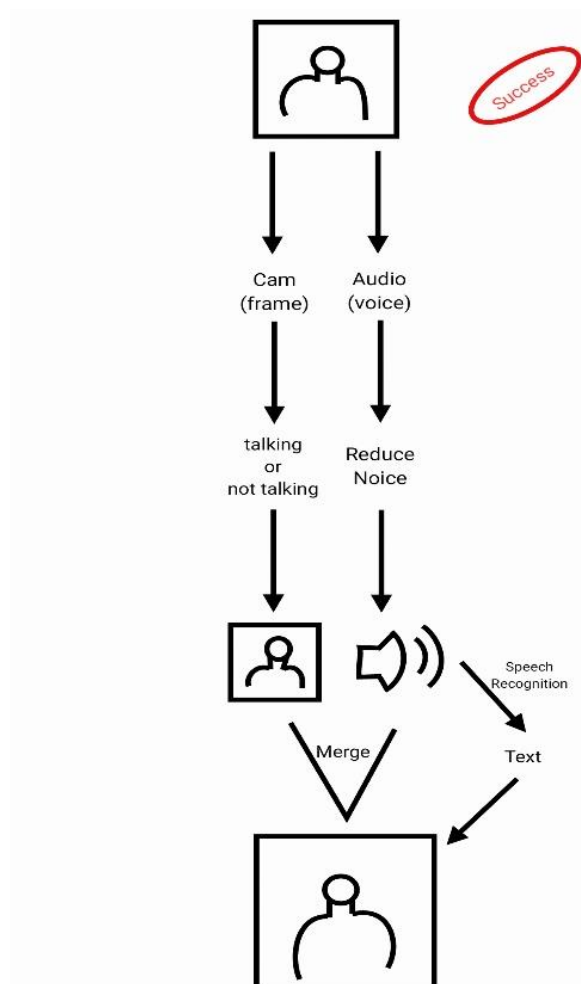 Success
Cam
(frame)
Audio
(voice)
talking
or
not talking
Reduce
Noice
Speech
Recognition
Merge
Text